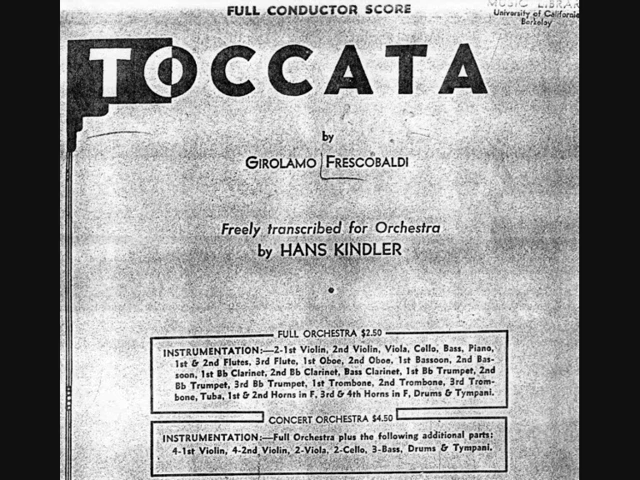 FULL CONDUCTOR SCORE
MUSIC LIBRAR
University of California
Berkeley
TOCCATA
by
GIROLAMO FRESCOBALDI
Freely transcribed for Orchestra
by HANS KINDLER
FULL ORCHESTRA $2.50
INSTRUMENTATION:—2-1st Violin, 2nd Violin, Viola, Cello, Bass, Piano,
1st & 2nd Flutes, 3rd Flute, 1st Oboe, 2nd Oboe, 1st Bassoon, 2nd Bas-
soon, 1st Bb Clarinet, 2nd Bb Clarinet, Bass Clarinet, 1st Bb Trumpet, 2nd
Bb Trumpet, 3rd Bb Trumpet, 1st Trombone, 2nd Trombone, 3rd Trom-
bone, Tuba, 1st & 2nd Horns in F, 3rd & 4th Horns in F, Drums & Tympani.
CONCERT ORCHESTRA $4.50
INSTRUMENTATION:—Full Orchestra plus the following additional parts:
4-1st Violin, 4-2nd Violin, 2-Viola, 2-Cello, 3-Bass, Drums & Tympani.